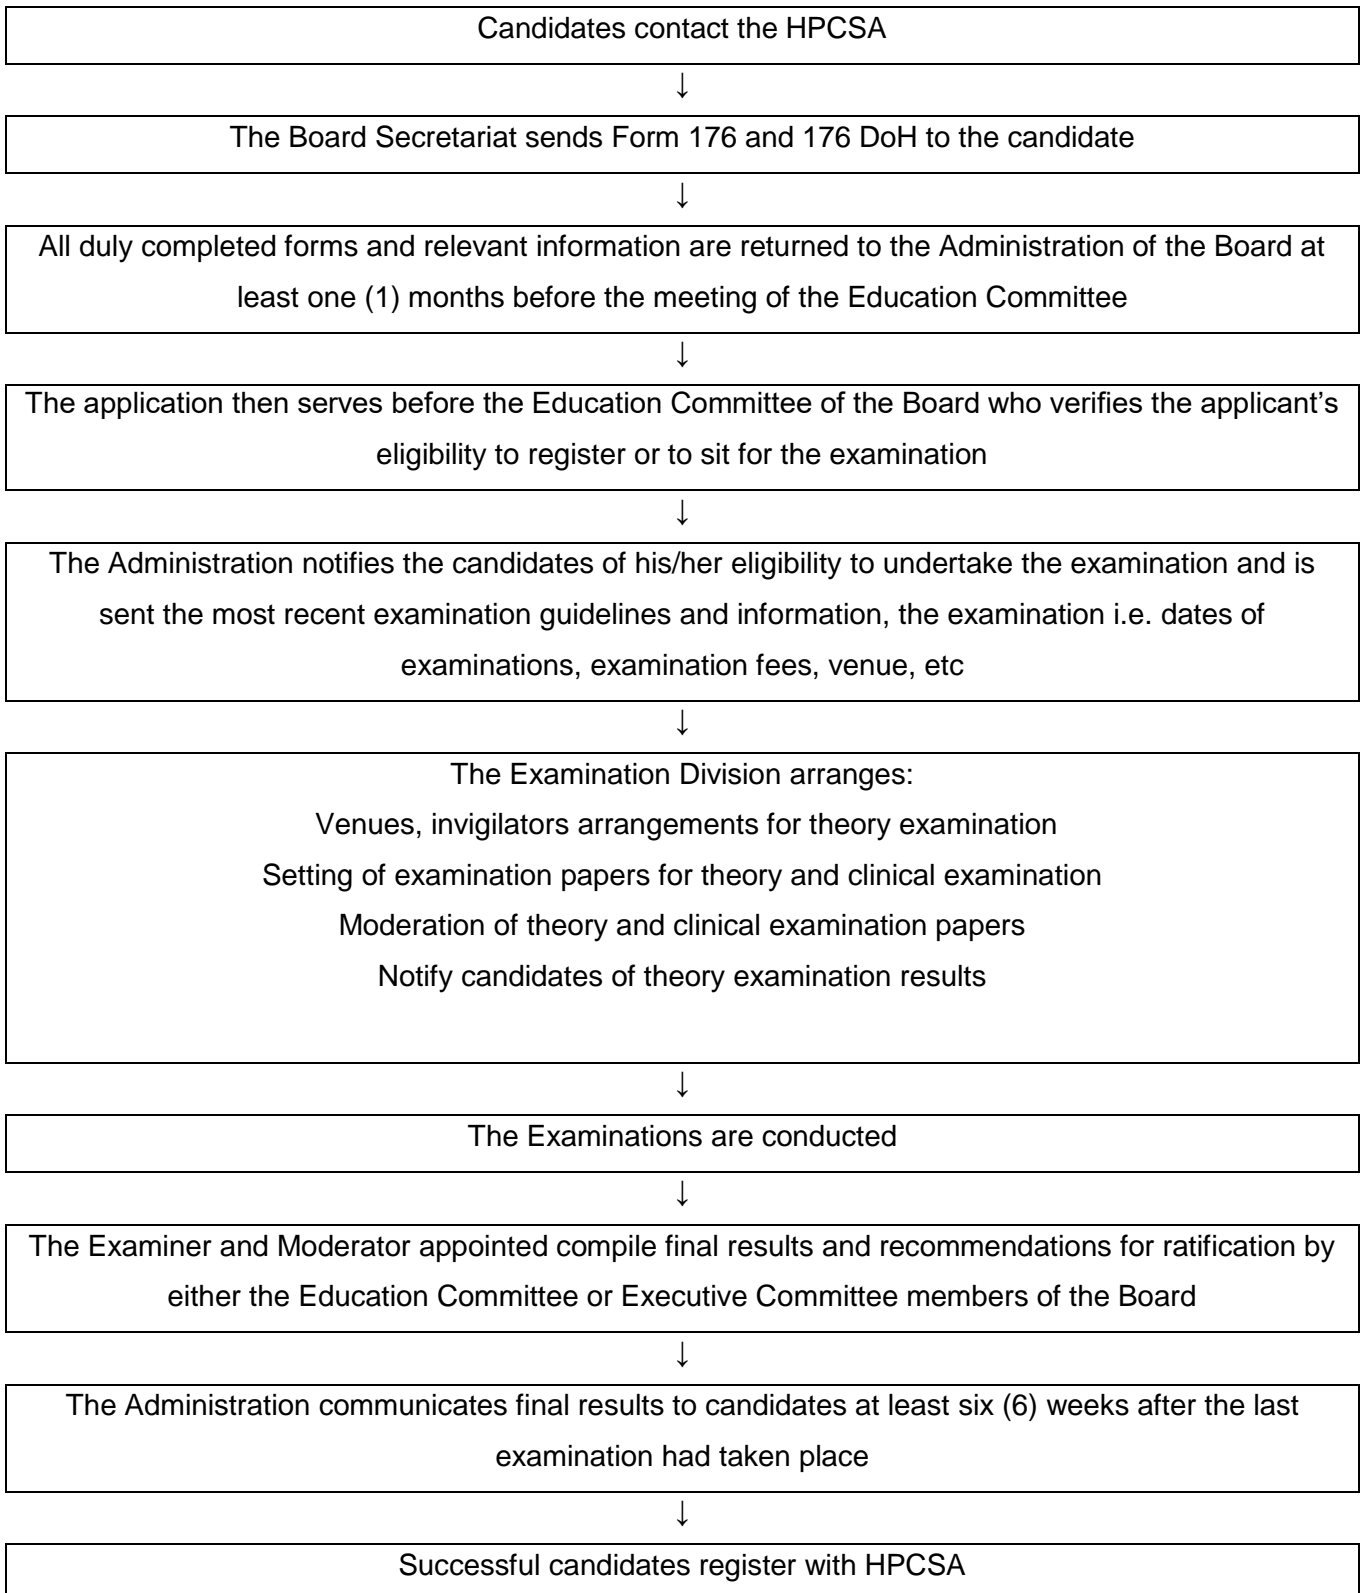 Candidates contact the HPCSA
↓
The Board Secretariat sends Form 176 and 176 DoH to the candidate
↓
All duly completed forms and relevant information are returned to the Administration of the Board at
least one (1) months before the meeting of the Education Committee
↓
The application then serves before the Education Committee of the Board who verifies the applicant’s
eligibility to register or to sit for the examination
↓
The Administration notifies the candidates of his/her eligibility to undertake the examination and is
sent the most recent examination guidelines and information, the examination i.e. dates of
examinations, examination fees, venue, etc
↓
The Examination Division arranges:
Venues, invigilators arrangements for theory examination
Setting of examination papers for theory and clinical examination
Moderation of theory and clinical examination papers
Notify candidates of theory examination results
↓
The Examinations are conducted
↓
The Examiner and Moderator appointed compile final results and recommendations for ratification by
either the Education Committee or Executive Committee members of the Board
↓
The Administration communicates final results to candidates at least six (6) weeks after the last
examination had taken place
↓
Successful candidates register with HPCSA